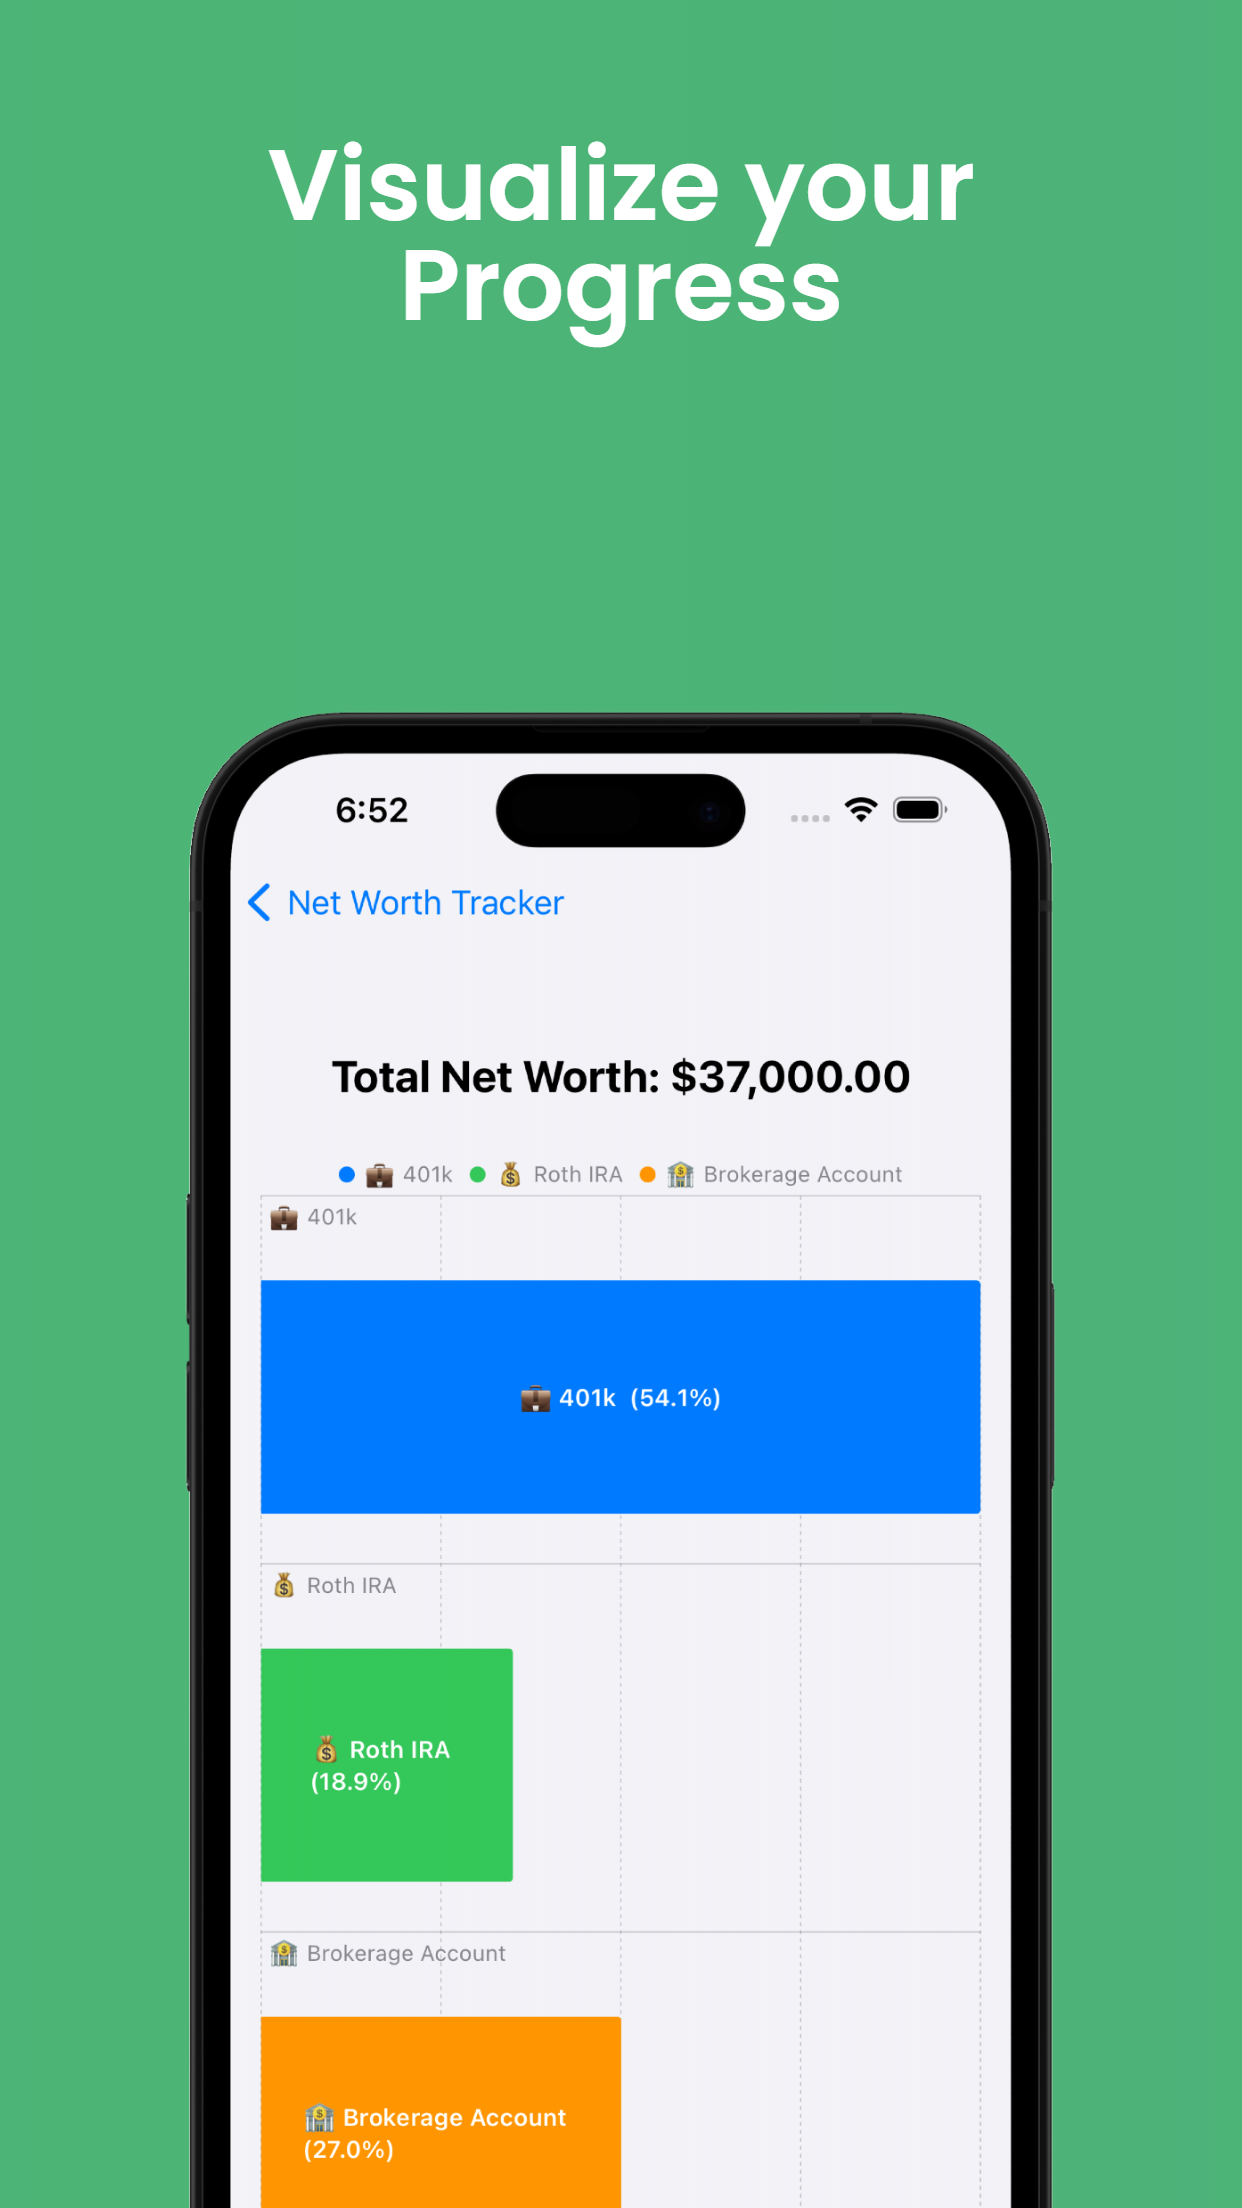 Visualize your
Progress
6:52
Net Worth Tracker
Total Net Worth: $37,000.00
401k Roth IRA Brokerage Account
401k
401k (54.1%)
Roth IRA
Roth IRA
(18.9%)
Brokerage Account
Brokerage Account
(27.0%)